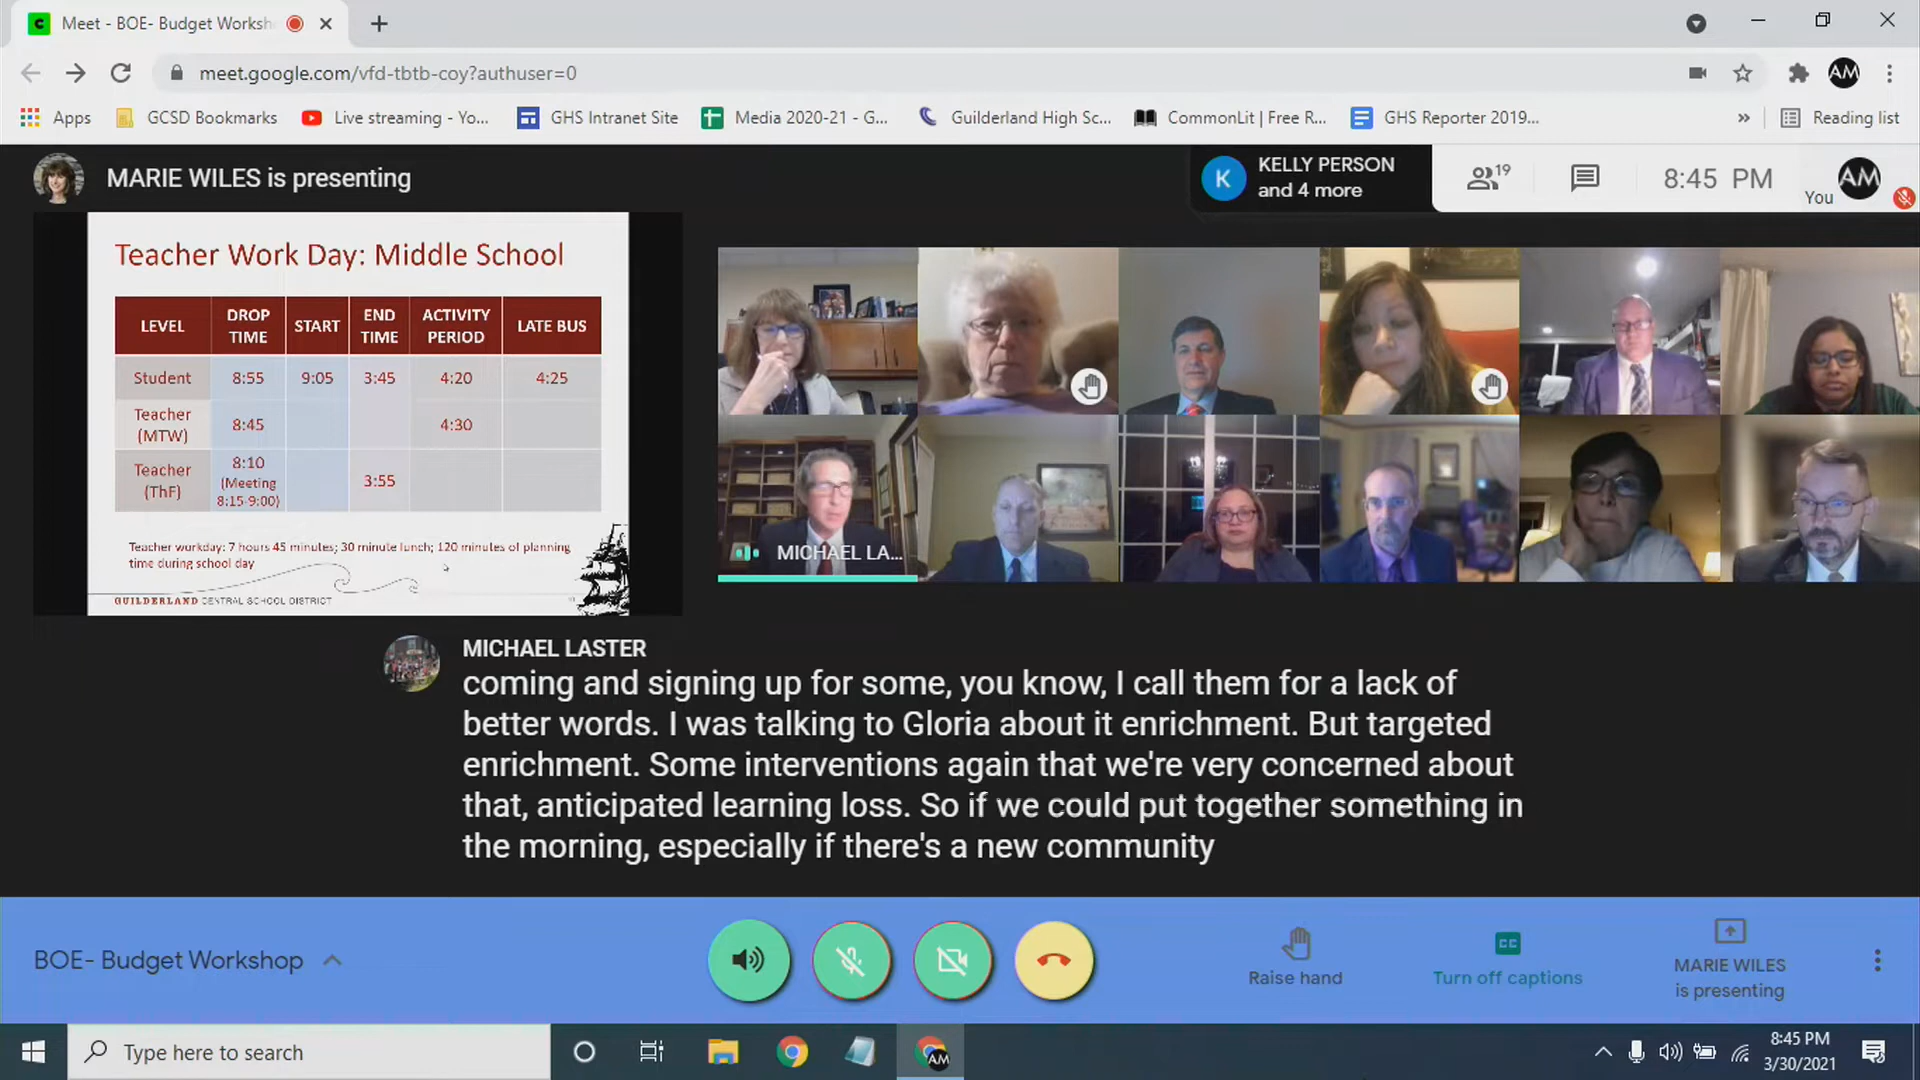 Meet - BOE- Budget Worksh
meet.google.com/vfd-tbtb-coy?authuser=0
AM
Apps
GCSD Bookmarks
Live streaming - Yo...
GHS Intranet Site
Media 2020-21 - G...
Guilderland High Sc...
CommonLit | Free R...
GHS Reporter 2019...
»
Reading list
MARIE WILES is presenting
K
KELLY PERSON
and 4 more
19
8:45 PM
You
AM
Teacher Work Day: Middle School
LEVEL DROP TIME START END TIME ACTIVITY PERIOD LATE BUS
Student 8:55 9:05 3:45 4:20 4:25
Teacher (MTW) 8:45 4:30
Teacher (ThF) 8:10 (Meeting 8:15-9:00) 3:55
Teacher workday: 7 hours 45 minutes; 30 minute lunch; 120 minutes of planning
time during school day
GUILDERLAND CENTRAL SCHOOL DISTRICT
MICHAEL LA...
MICHAEL LASTER
coming and signing up for some, you know, I call them for a lack of
better words. I was talking to Gloria about it enrichment. But targeted
enrichment. Some interventions again that we're very concerned about
that, anticipated learning loss. So if we could put together something in
the morning, especially if there's a new community
BOE- Budget Workshop
Raise hand
CC
Turn off captions
MARIE WILES
is presenting
Type here to search
AM
8:45 PM
3/30/2021